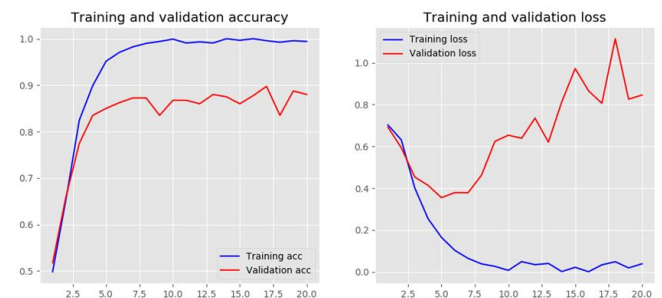 Training and validation accuracy
1.0
0.9
0.8
0.7
0.6
0.5
Training acc
Validation acc
2.5 5.0 7.5 10.0 12.5 15.0 17.5 20.0
Training and validation loss
Training loss
Validation loss
1.0
0.8
0.6
0.4
0.2
0.0
2.5 5.0 7.5 10.0 12.5 15.0 17.5 20.0